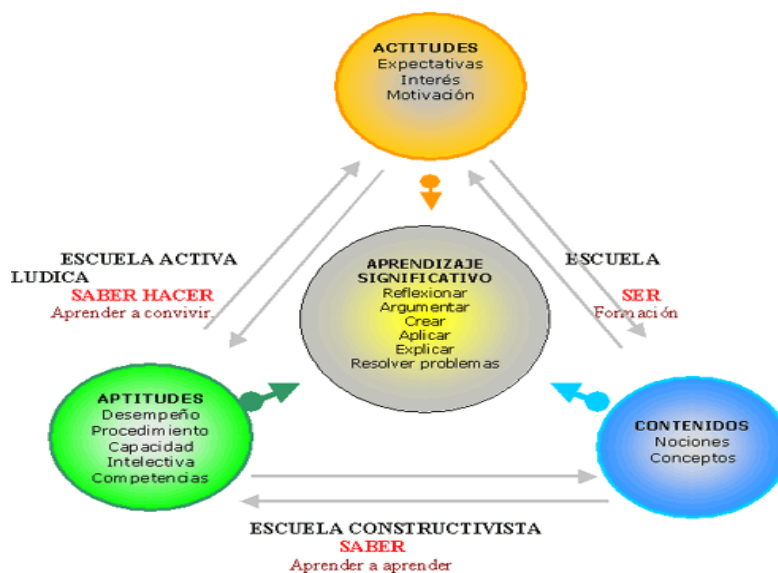 ACTITUDES
Expectativas
Interés
Motivación
ESCUELA ACTIVA
LUDICA
SABER HACER
Aprender a convivir.
APRENDIZAJE
SIGNIFICATIVO
Reflexionar
Argumentar
Crear
Aplicar
Explicar
Resolver problemas
ESCUELA
SER
Formación
APTITUDES
Desempeño
Procedimiento
Capacidad
Intelectiva
Competencias
CONTENIDOS
Nociones
Conceptos
ESCUELA CONSTRUCTIVISTA
SABER
Aprender a aprender